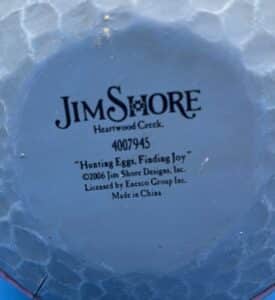 JIM SHORE
Heartwood Creek.
4007945
"Hunting Eggs, Finding Joy"
©2006 Jim Shore Designs, Inc.
Licensed by Enesco Group Inc.
Made in China